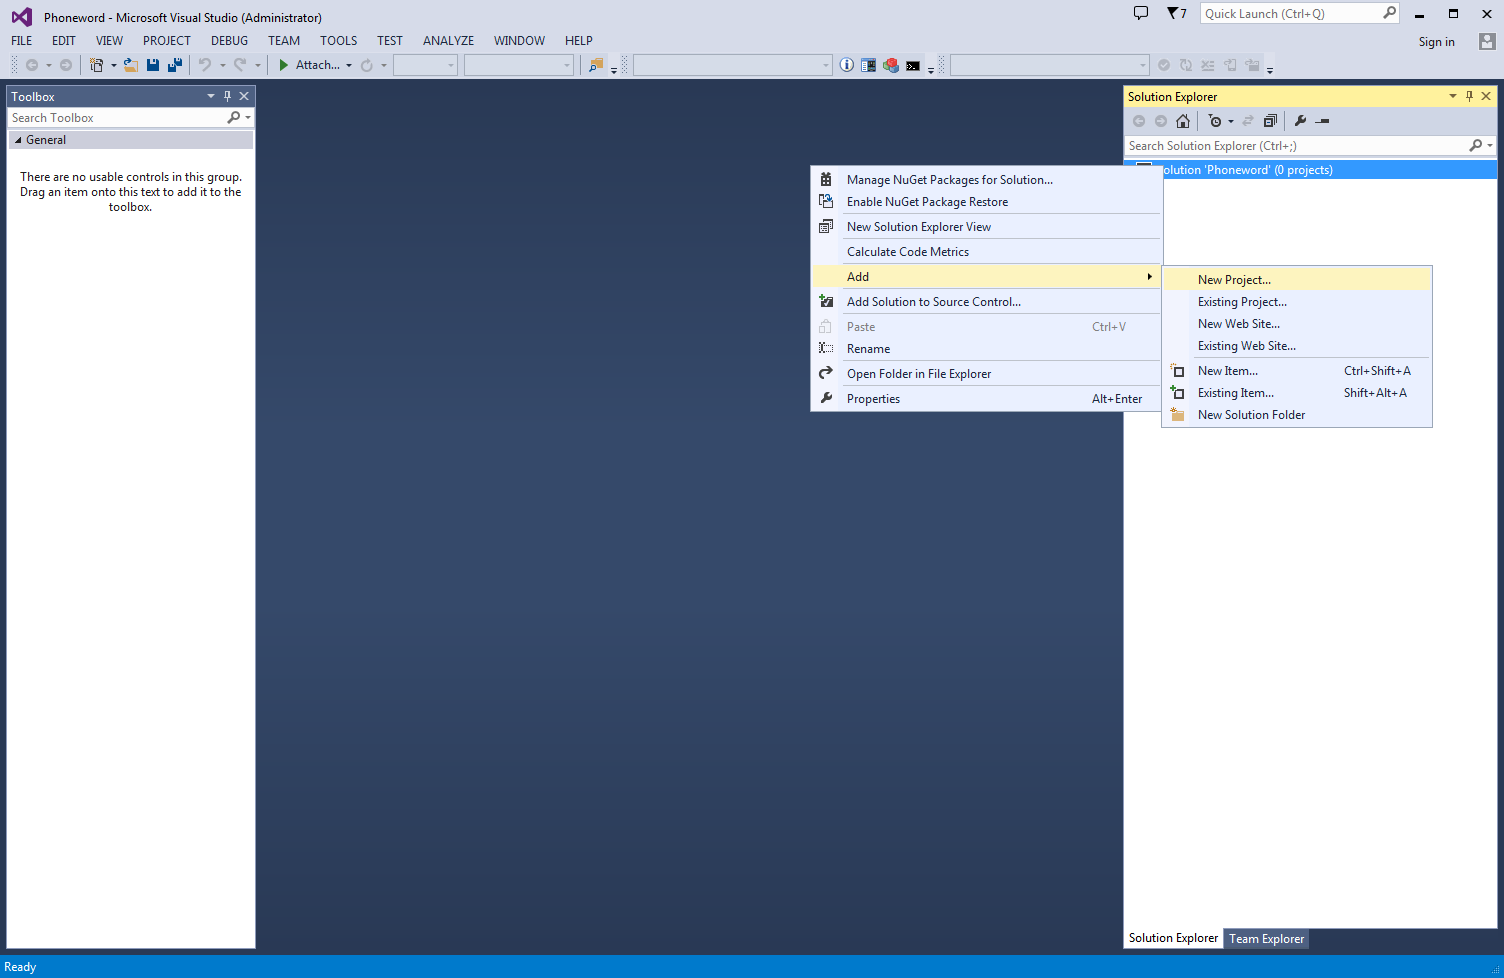 Phoneword - Microsoft Visual Studio (Administrator)
7
Quick Launch (Ctrl+Q)
FILE EDIT VIEW PROJECT DEBUG TEAM TOOLS TEST ANALYZE WINDOW HELP
Sign in
Attach...
Toolbox
Search Toolbox
General
There are no usable controls in this group.
Drag an item onto this text to add it to the
toolbox.
Solution Explorer
Search Solution Explorer (Ctrl+;)
olution 'Phoneword' (0 projects)
Manage NuGet Packages for Solution...
Enable NuGet Package Restore
New Solution Explorer View
Calculate Code Metrics
Add
Add Solution to Source Control...
Paste Ctrl+V
Rename
Open Folder in File Explorer
Properties Alt+Enter
New Project...
Existing Project...
New Web Site...
Existing Web Site...
New Item... Ctrl+Shift+A
Existing Item... Shift+Alt+A
New Solution Folder
Solution Explorer Team Explorer
Ready